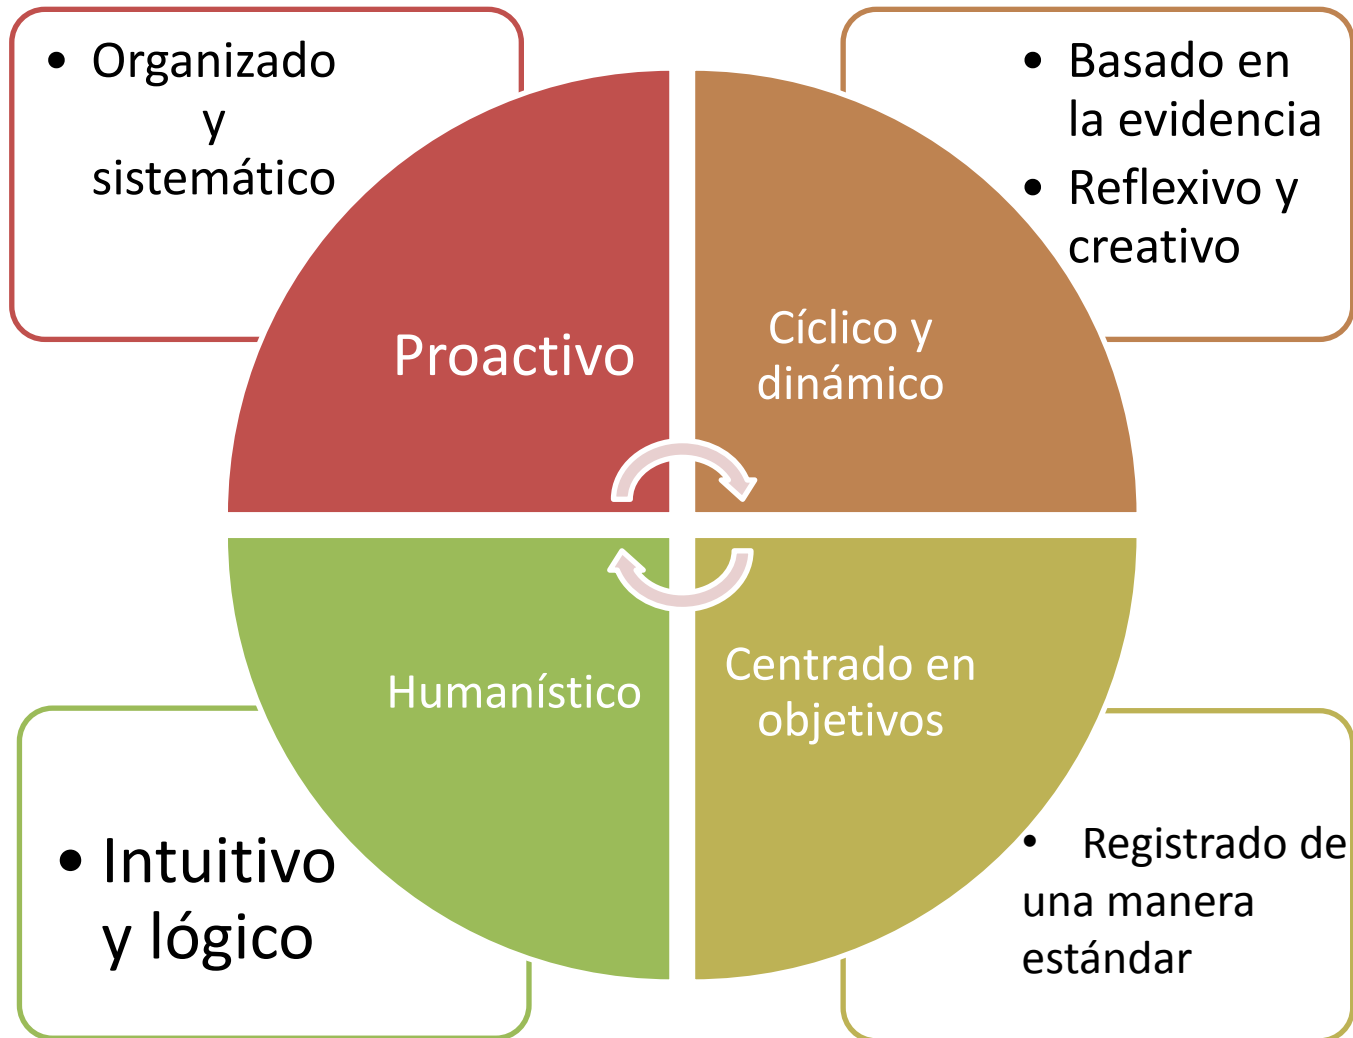 • Organizado
y
sistemático
• Basado en
la evidencia
• Reflexivo y
creativo
Proactivo
Cíclico y
dinámico
Humanístico
Centrado en
objetivos
• Intuitivo
y lógico
• Registrado de
una manera
estándar